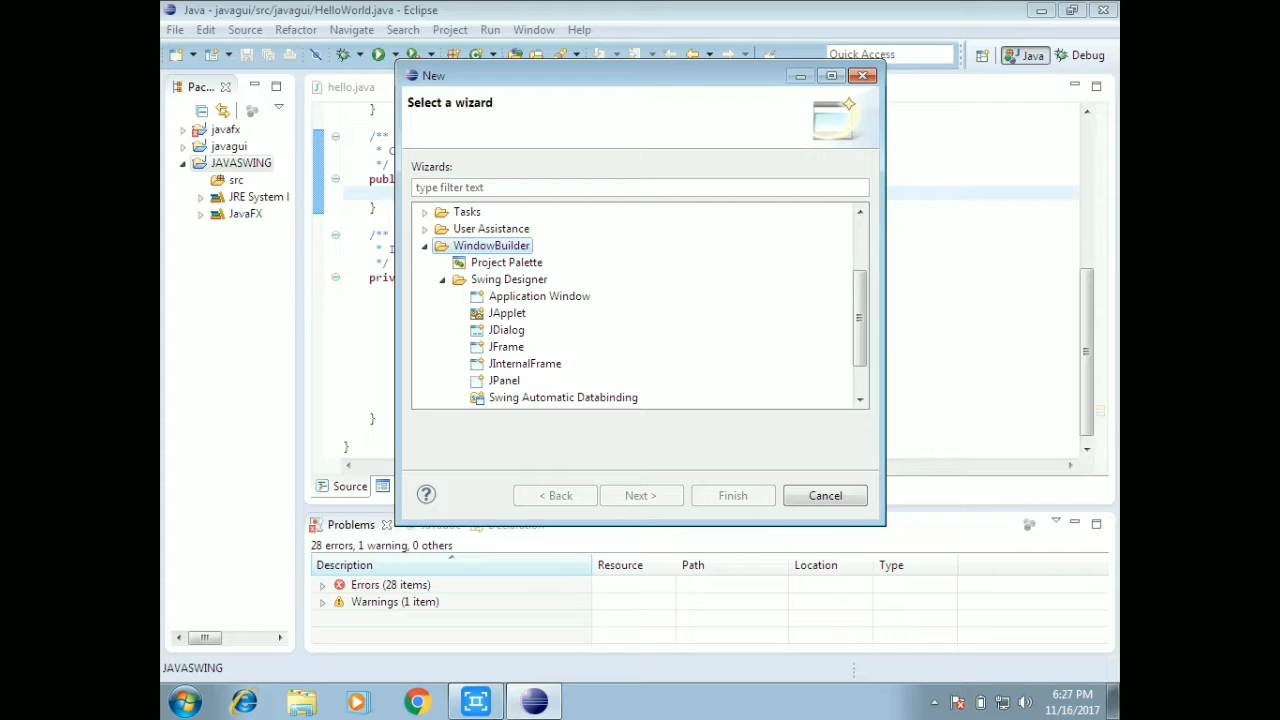 Java - javagui/src/javagui/HelloWorld.java - Eclipse
File Edit Source Refactor Navigate Search Project Run Window Help
Quick Access
Java
Debug
Pac...
javafx
javagui
JAVASWING
src
JRE System l
JavaFX
hello.java
}
/**
* C
*/
publ
}
/**
* I
*/
priv
}
}
Source
New
Select a wizard
Wizards:
type filter text
Tasks
User Assistance
WindowBuilder
Project Palette
Swing Designer
Application Window
JApplet
JDialog
JFrame
JInternalFrame
JPanel
Swing Automatic Databinding
? < Back Next > Finish Cancel
Problems Declaration
28 errors, 1 warning, 0 others
Description Resource Path Location Type
Errors (28 items)
Warnings (1 item)
JAVASWING
6:27 PM
11/16/2017